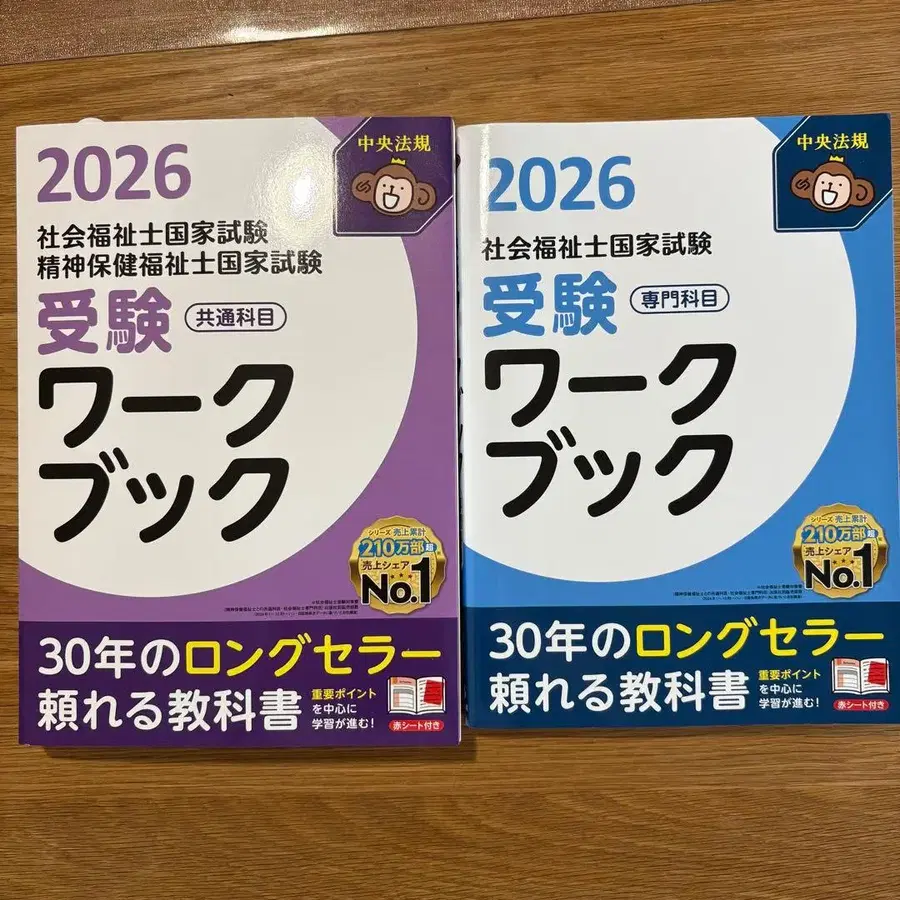 中央法規
2026
社会福祉士国家試験
精神保健福祉士国家試験
受験 共通科目
ワーク
ブック
シリーズ 売上累計
210万部超
売上シェア
No.1
30年のロングセラー
頼れる教科書
重要ポイント
を中心に
学習が進む!
赤シート付き
中央法規
2026
社会福祉士国家試験
受験 専門科目
ワーク
ブック
シリーズ 売上累計
210万部超
売上シェア
No.1
30年のロングセラー
頼れる教科書
重要ポイント
を中心に
学習が進む!
赤シート付き